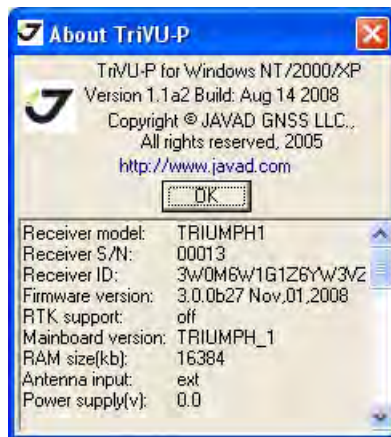 About TriVU-P
TriVU-P for Windows NT/2000/XP
Version 1.1a2 Build: Aug 14 2008
Copyright © JAVAD GNSS LLC.,
All rights reserved, 2005
http://www.javad.com
OK
Receiver model: TRIUMPH1
Receiver S/N: 00013
Receiver ID: 3W0M6W1G1Z6YW3VZ
Firmware version: 3.0.0b27 Nov,01,2008
RTK support: off
Mainboard version: TRIUMPH_1
RAM size(kb): 16384
Antenna input: ext
Power supply(v): 0.0